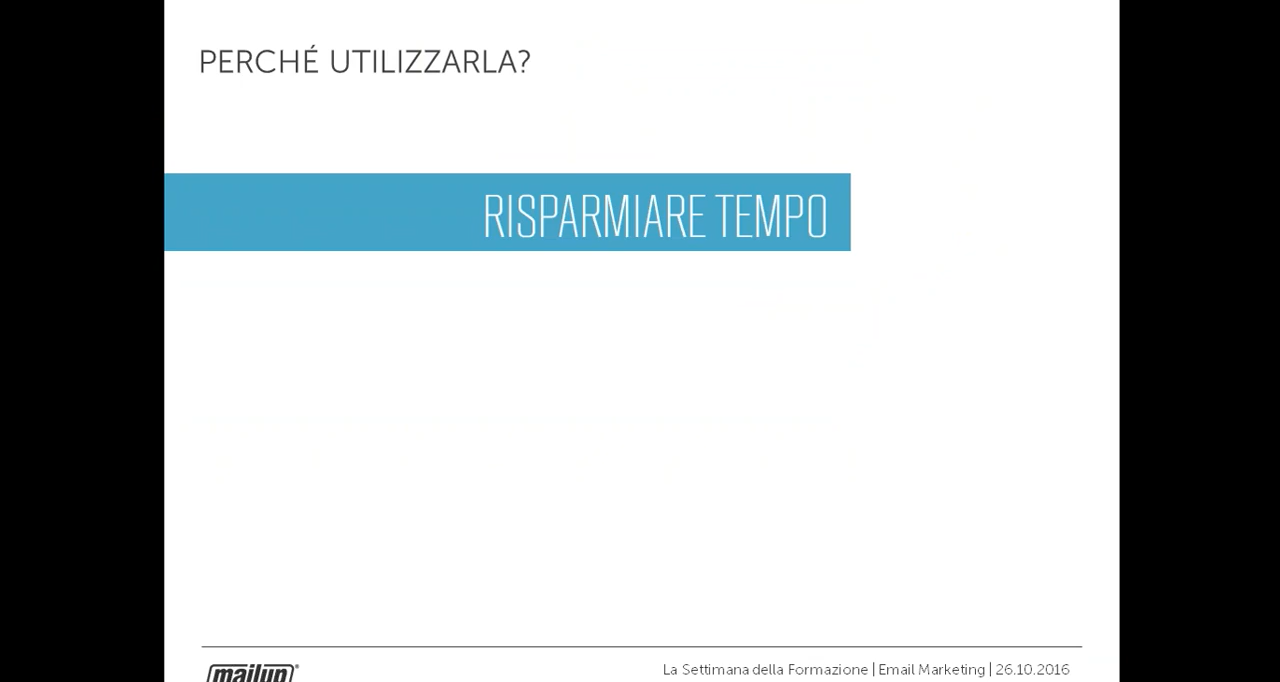 PERCHÉ UTILIZZARLA?
RISPARMIARE TEMPO
mailup®
La Settimana della Formazione | Email Marketing | 26.10.2016